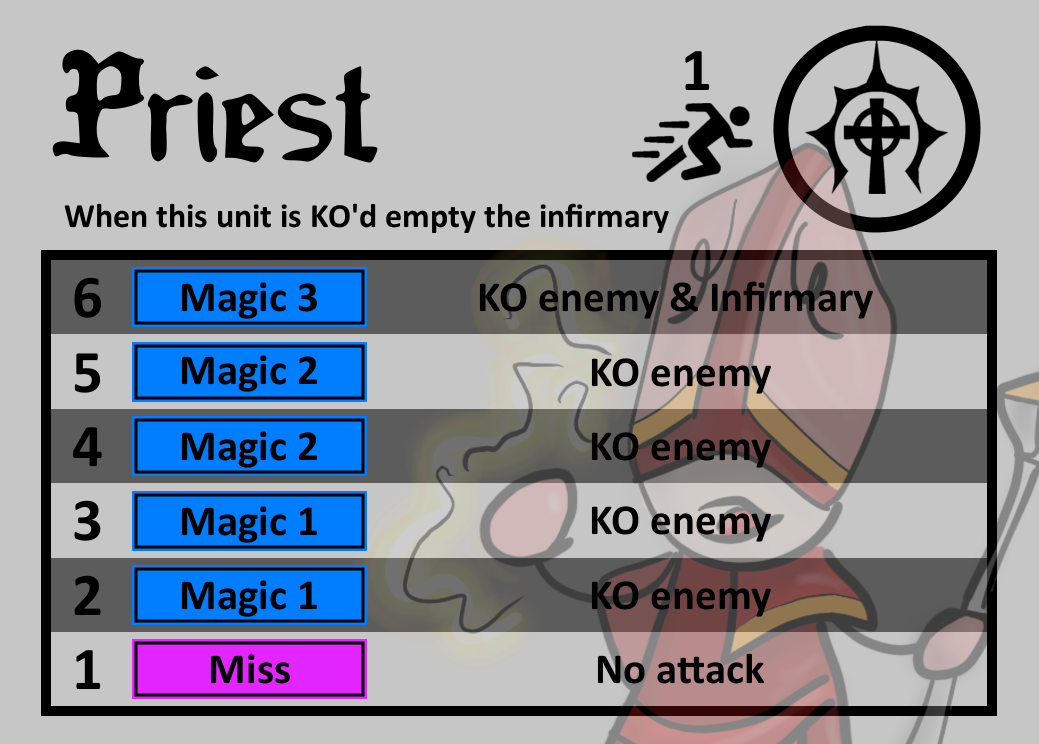 Priest
1
When this unit is KO'd empty the infirmary
6 Magic 3 KO enemy & Infirmary
5 Magic 2 KO enemy
4 Magic 2 KO enemy
3 Magic 1 KO enemy
2 Magic 1 KO enemy
1 Miss No attack